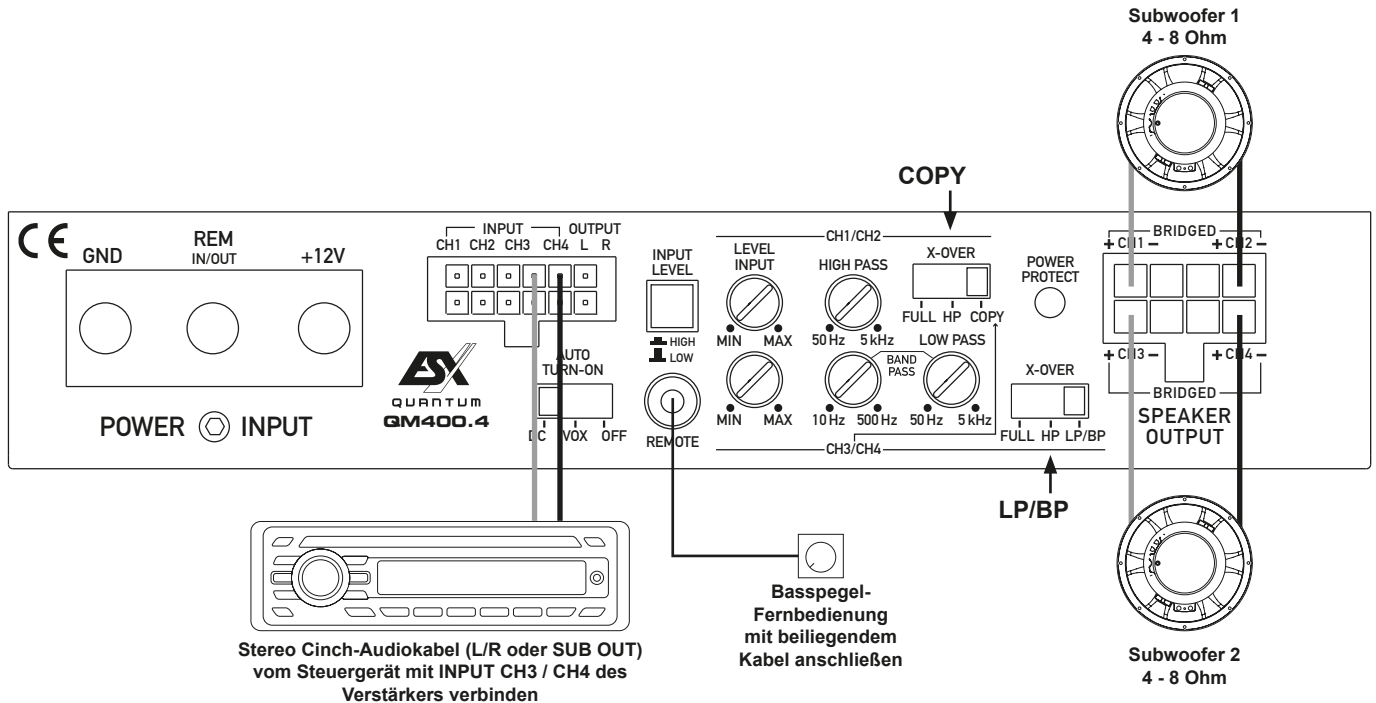 Subwoofer 1
4 - 8 Ohm
COPY
CE
GND
REM
IN/OUT
+12V
POWER INPUT
INPUT OUTPUT
CH1 CH2 CH3 CH4 L R
ESX
QUANTUM
QM400.4
AUTO
TURN-ON
DC VOX OFF
INPUT
LEVEL
HIGH
LOW
REMOTE
CH1/CH2
LEVEL
INPUT
MIN MAX
HIGH PASS
50 Hz 5 kHz
X-OVER
FULL HP COPY
MIN MAX
BAND
PASS
LOW PASS
10 Hz 500 Hz 50 Hz 5 kHz
X-OVER
FULL HP LP/BP
CH3/CH4
LP/BP
POWER
PROTECT
BRIDGED
+ CH1 − + CH2 −
+ CH3 − + CH4 −
BRIDGED
SPEAKER
OUTPUT
Stereo Cinch-Audiokabel (L/R oder SUB OUT)
vom Steuergerät mit INPUT CH3 / CH4 des
Verstärkers verbinden
Basspegel-
Fernbedienung
mit beiliegendem
Kabel anschließen
Subwoofer 2
4 - 8 Ohm